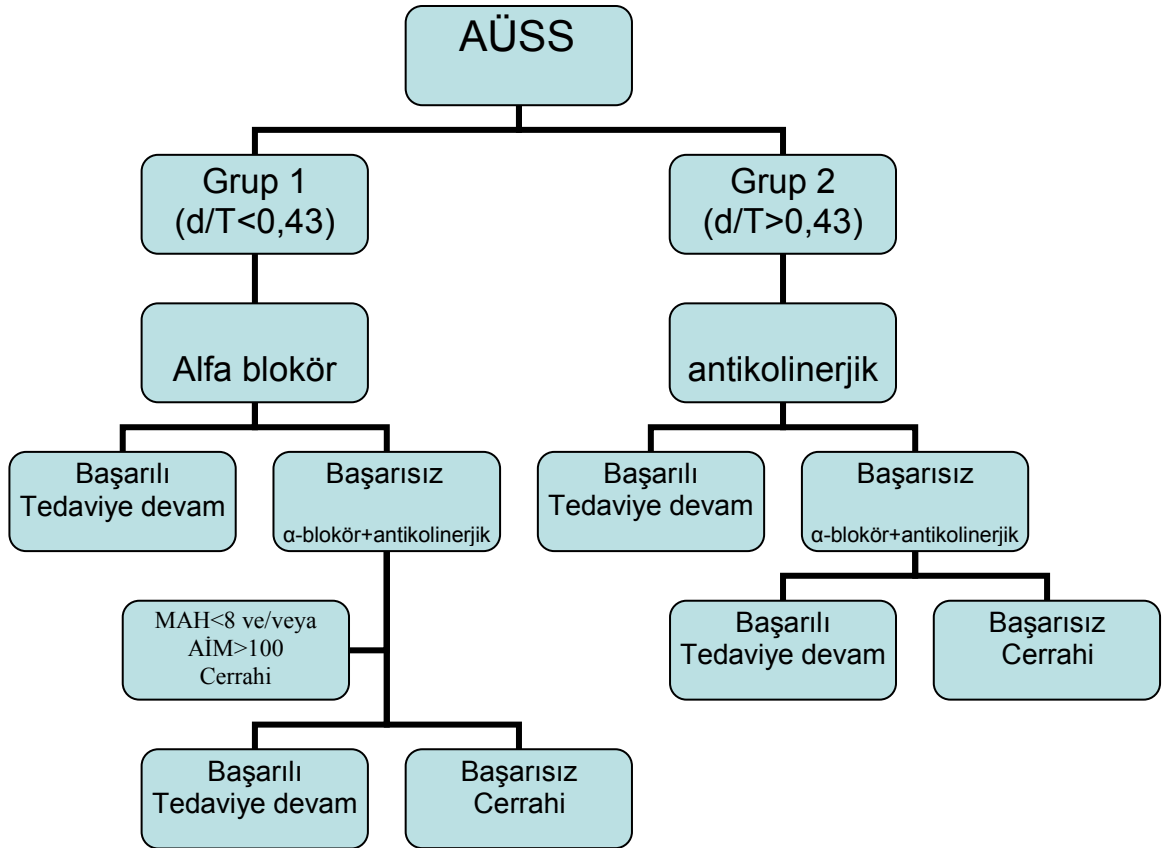 AÜSS
Grup 1
(d/T<0,43)
Grup 2
(d/T>0,43)
Alfa blokör
antikolinerjik
Başarılı
Tedaviye devam
Başarısız
α-blokör+antikolinerjik
Başarılı
Tedaviye devam
Başarısız
α-blokör+antikolinerjik
MAH<8 ve/veya
AİM>100
Cerrahi
Başarılı
Tedaviye devam
Başarısız
Cerrahi
Başarılı
Tedaviye devam
Başarısız
Cerrahi